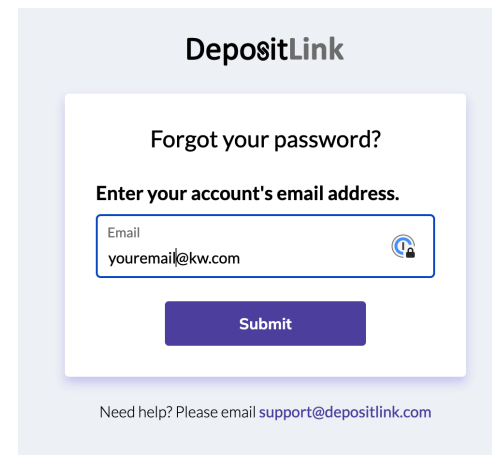 DepositLink
Forgot your password?
Enter your account's email address.
Email
youremail@kw.com
Submit
Need help? Please email support@depositlink.com